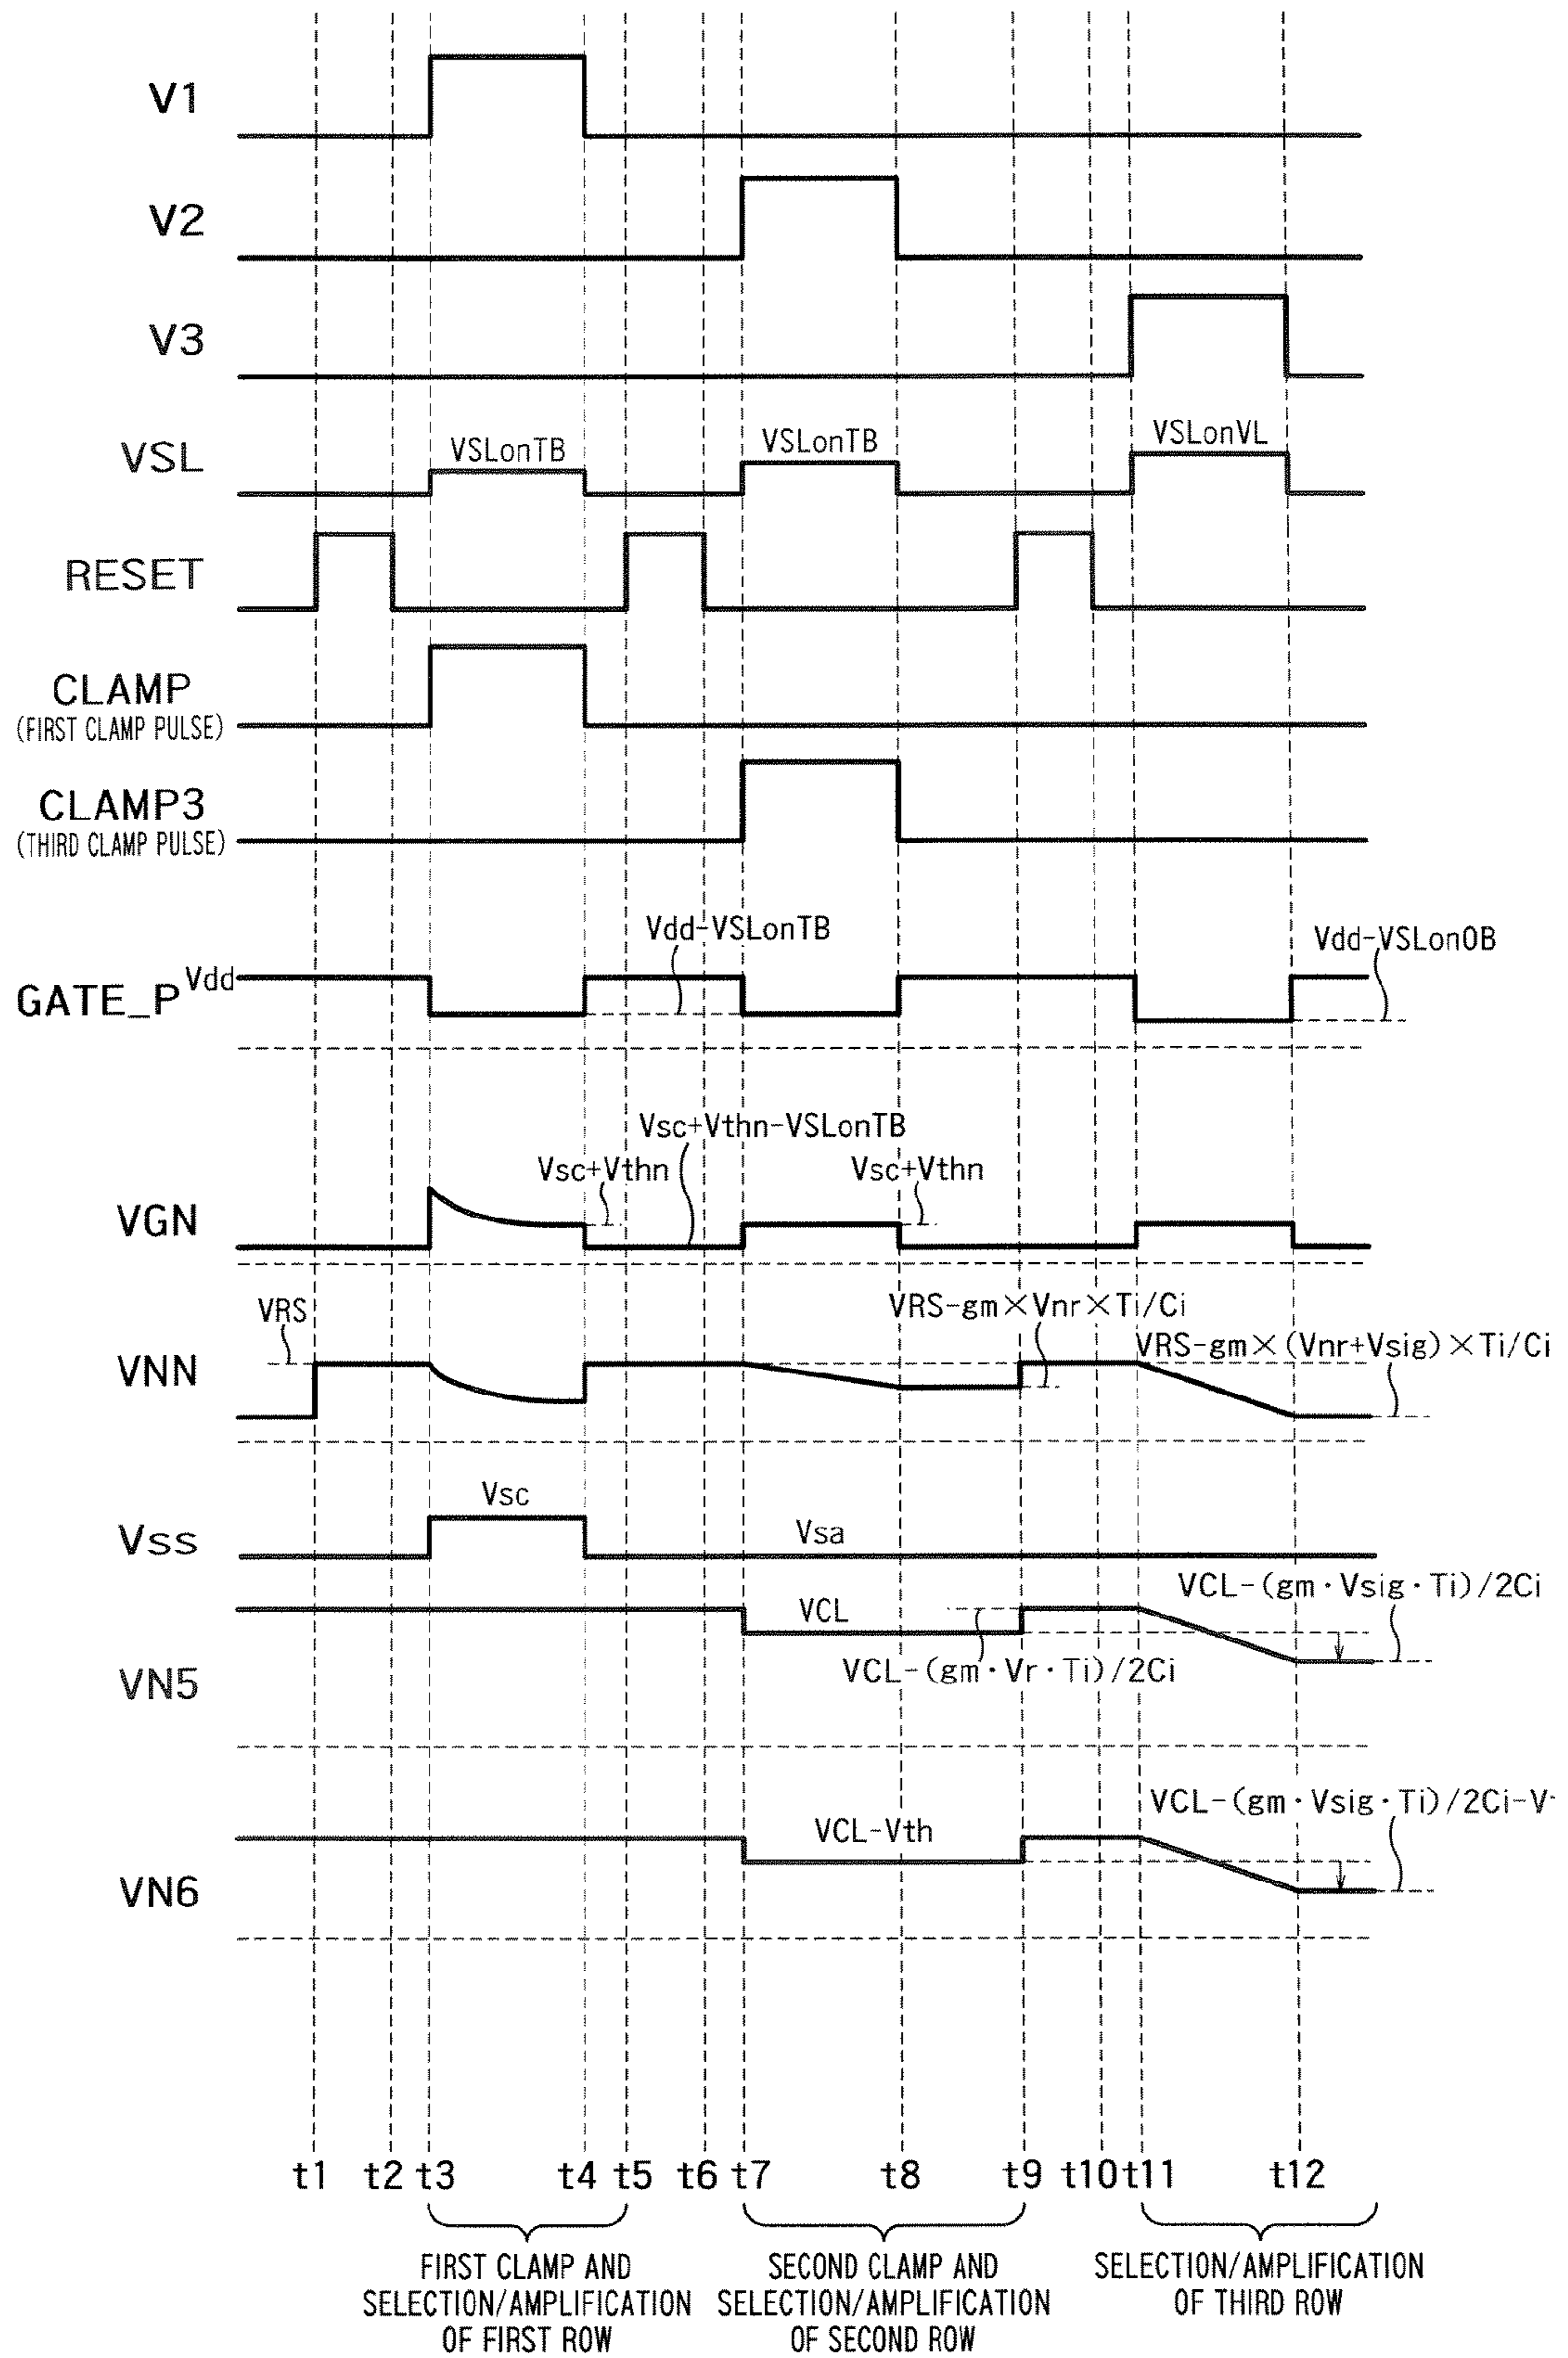 V1
V2
V3
VSL
VSLonTB
VSLonTB
VSLonVL
RESET
CLAMP
(FIRST CLAMP PULSE)
CLAMP3
(THIRD CLAMP PULSE)
Vdd-VSLonTB
Vdd-VSLonOB
GATE_P
Vdd
Vsc+Vthn-VSLonTB
Vsc+Vthn
Vsc+Vthn
VGN
VRS
VRS-gm×Vnr×Ti/Ci
VRS-gm×(Vnr+Vsig)×Ti/Ci
VNN
Vsc
Vsa
Vss
VCL-(gm·Vsig·Ti)/2Ci
VCL
VCL-(gm·Vr·Ti)/2Ci
VN5
VCL-(gm·Vsig·Ti)/2Ci-V
VCL-Vth
VN6
t1 t2 t3 t4 t5 t6 t7 t8 t9 t10 t11 t12
FIRST CLAMP AND
SELECTION/AMPLIFICATION
OF FIRST ROW
SECOND CLAMP AND
SELECTION/AMPLIFICATION
OF SECOND ROW
SELECTION/AMPLIFICATION
OF THIRD ROW